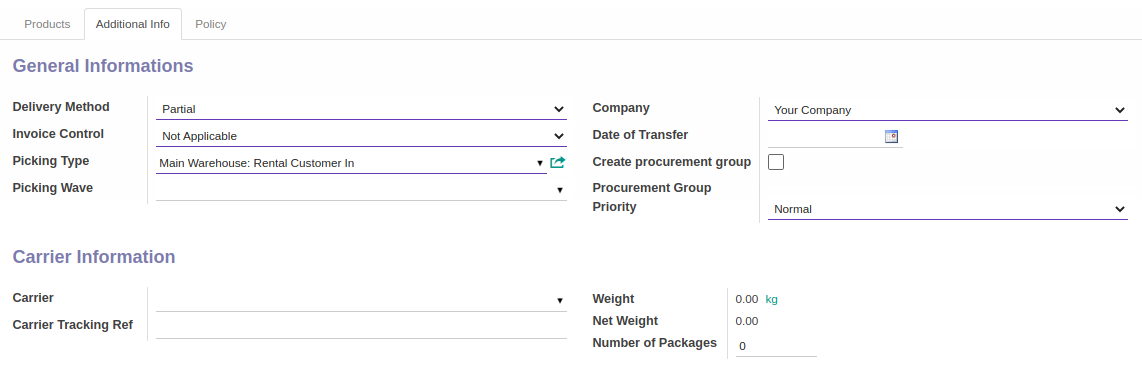 Products Additional Info Policy
General Informations
Delivery Method Partial
Invoice Control Not Applicable
Picking Type Main Warehouse: Rental Customer In
Picking Wave
Company Your Company
Date of Transfer
Create procurement group
Procurement Group
Priority Normal
Carrier Information
Carrier
Carrier Tracking Ref
Weight 0.00 kg
Net Weight 0.00
Number of Packages 0